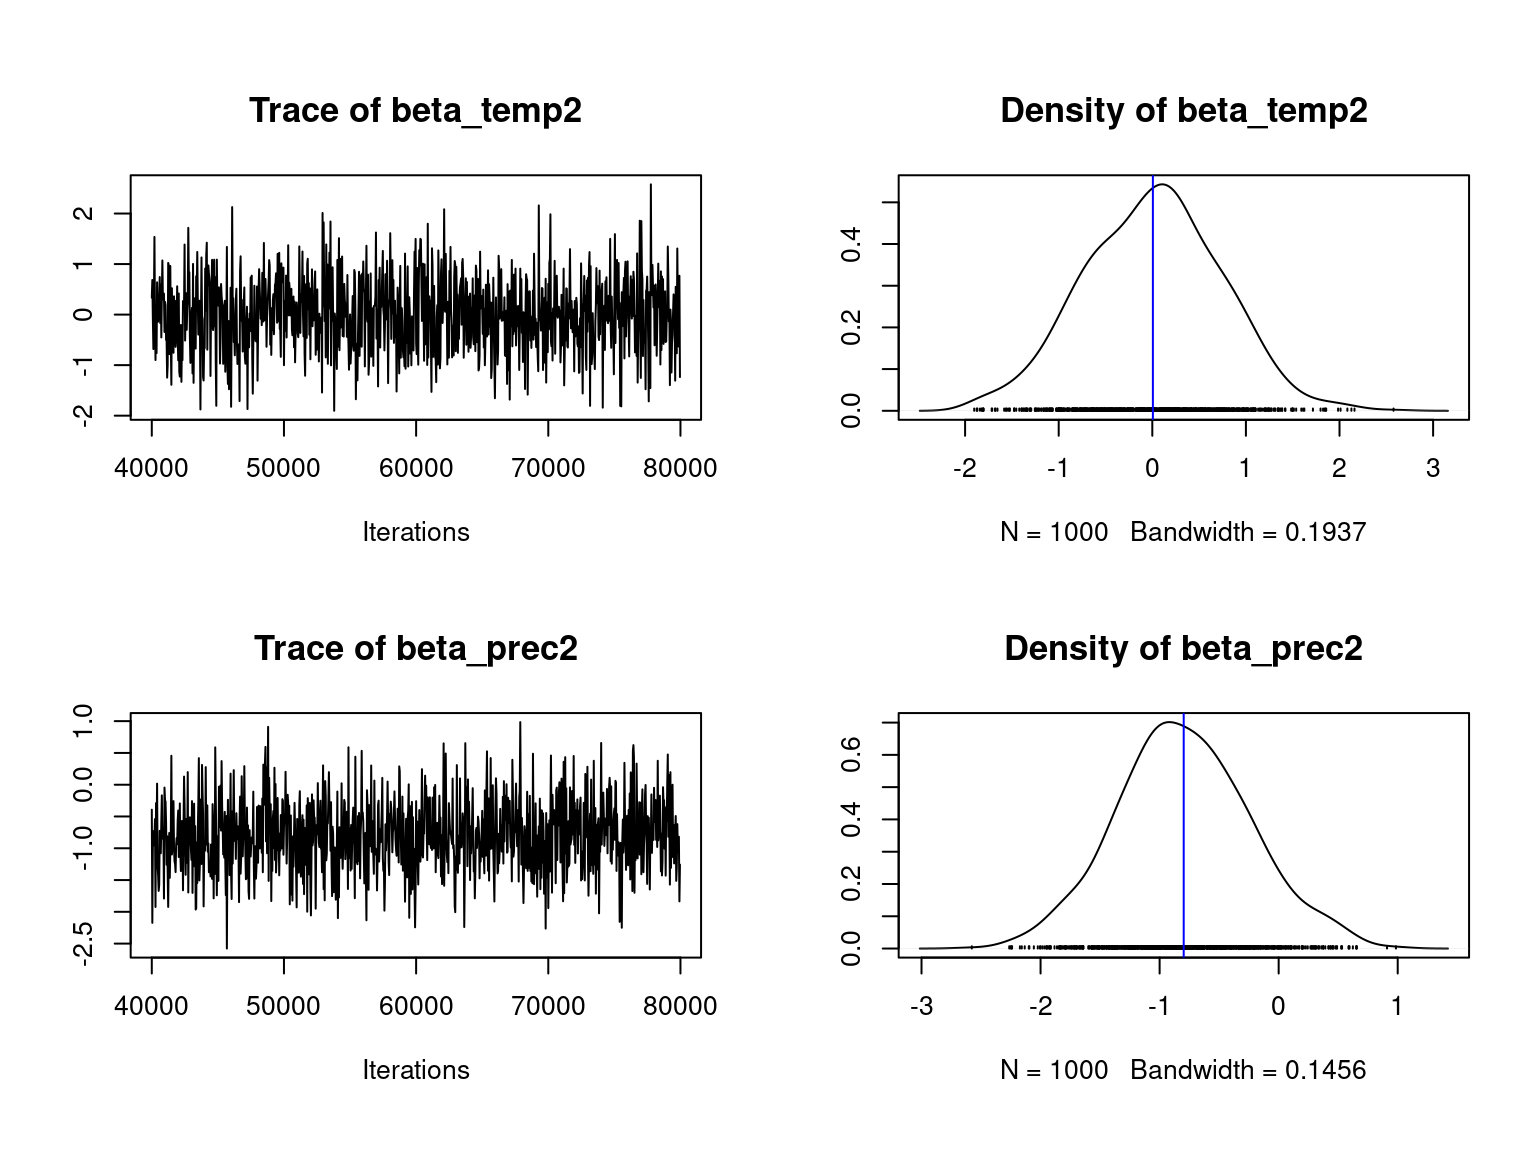 Trace of beta_temp2
2
1
0
-1
-2
40000 50000 60000 70000 80000
Iterations
Density of beta_temp2
0.4
0.2
0.0
-2 -1 0 1 2 3
N = 1000 Bandwidth = 0.1937
Trace of beta_prec2
1.0
0.0
-1.0
-2.5
40000 50000 60000 70000 80000
Iterations
Density of beta_prec2
0.6
0.4
0.2
0.0
-3 -2 -1 0 1
N = 1000 Bandwidth = 0.1456